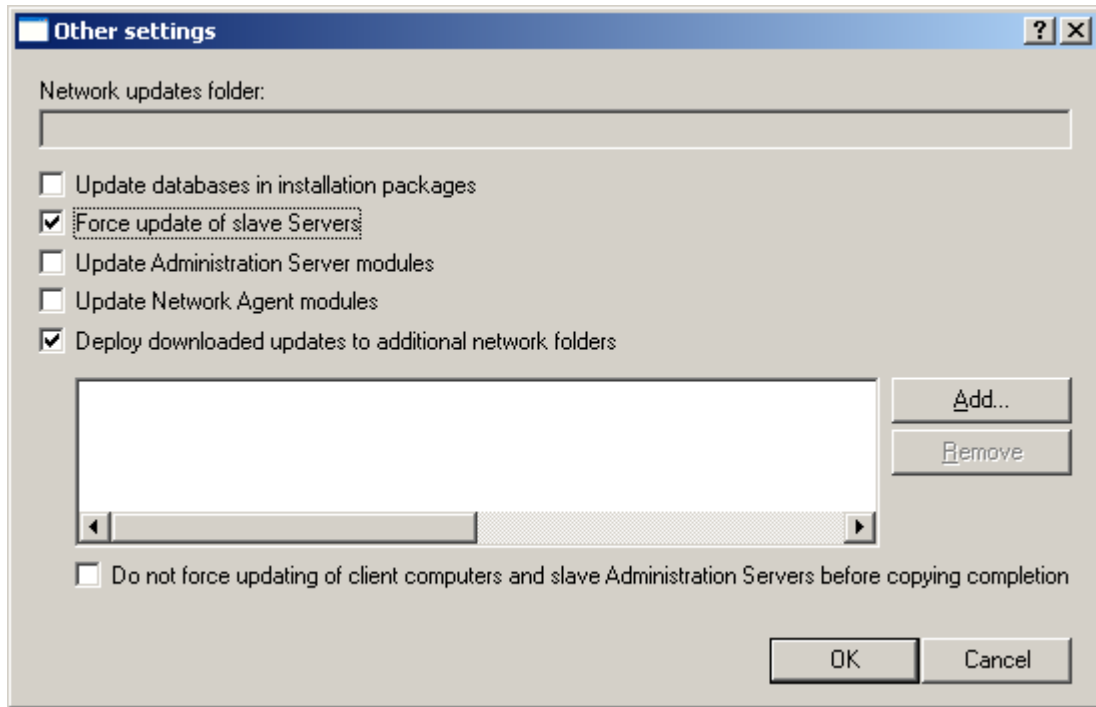 Other settings
Network updates folder:
Update databases in installation packages
Force update of slave Servers
Update Administration Server modules
Update Network Agent modules
Deploy downloaded updates to additional network folders
Add...
Remove
Do not force updating of client computers and slave Administration Servers before copying completion
OK
Cancel